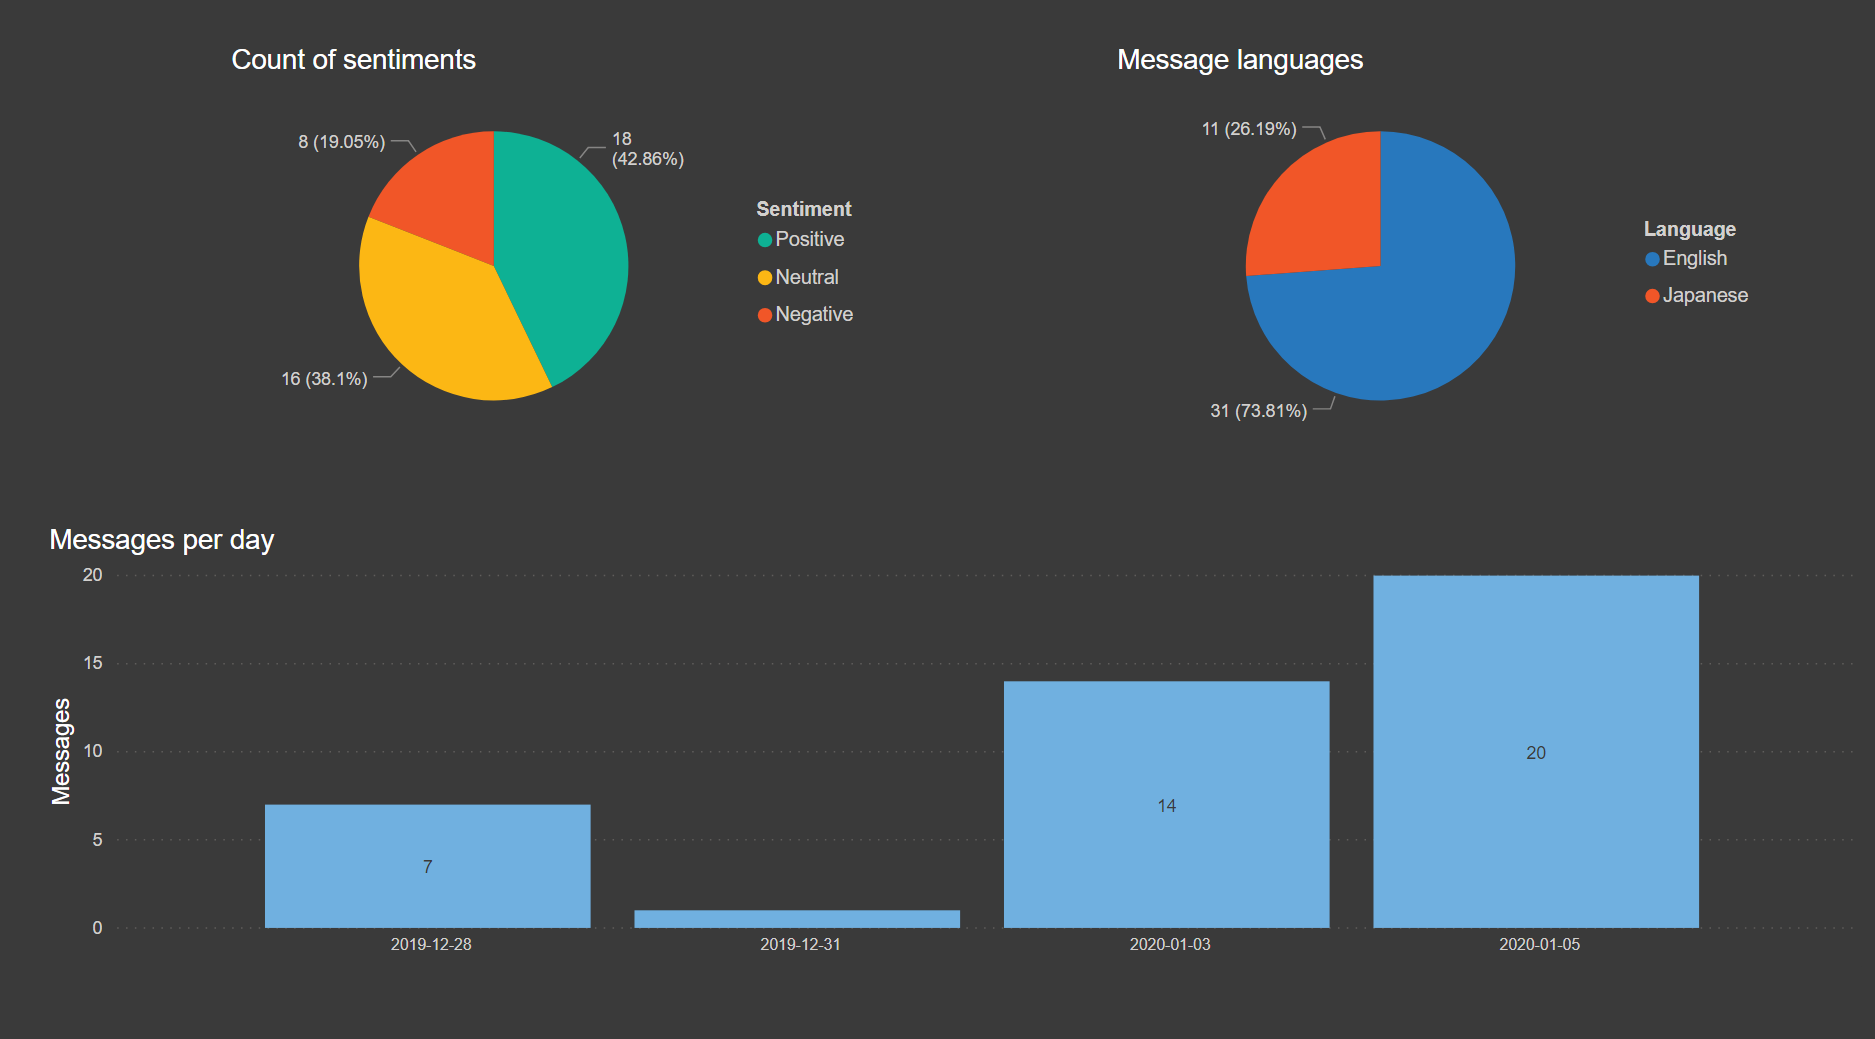 Count of sentiments
8 (19.05%)
18
(42.86%)
16 (38.1%)
Sentiment
Positive
Neutral
Negative
Message languages
11 (26.19%)
31 (73.81%)
Language
English
Japanese
Messages per day
Messages
20
15
10
5
0
7
14
20
2019-12-28
2019-12-31
2020-01-03
2020-01-05